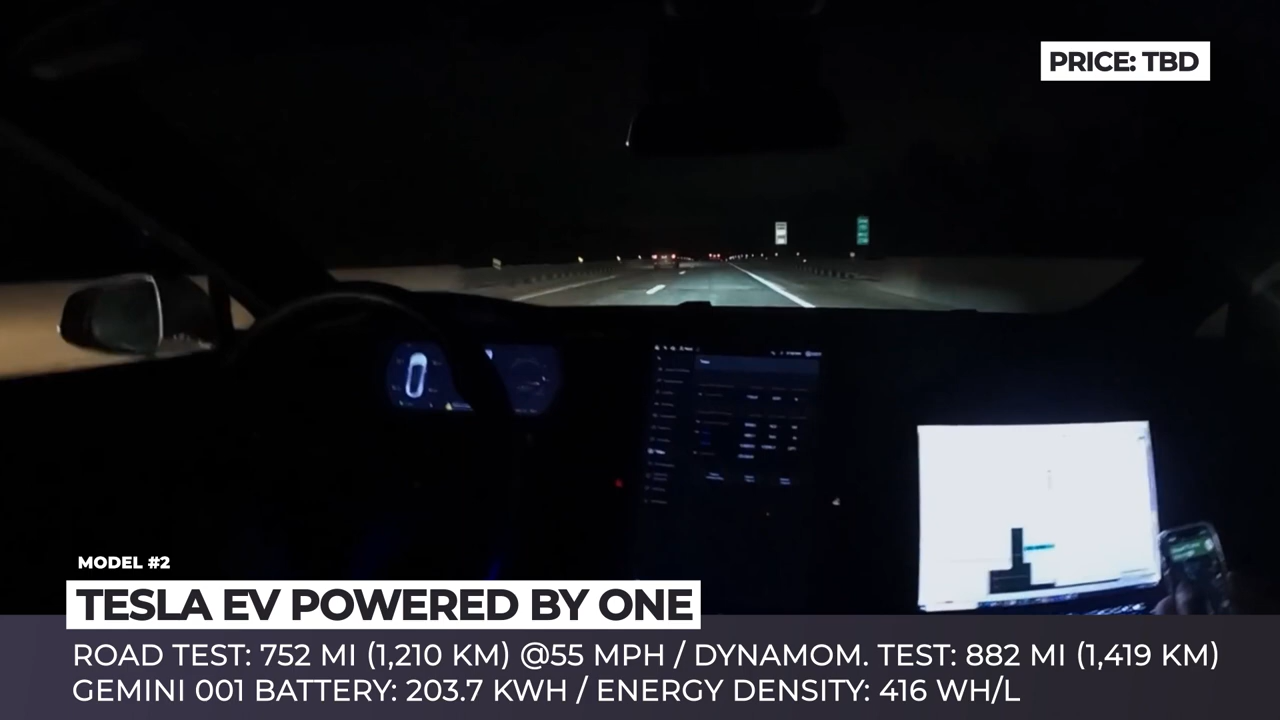 PRICE: TBD
MODEL #2
TESLA EV POWERED BY ONE
ROAD TEST: 752 MI (1,210 KM) @55 MPH / DYNAMOM. TEST: 882 MI (1,419 KM)
GEMINI 001 BATTERY: 203.7 KWH / ENERGY DENSITY: 416 WH/L